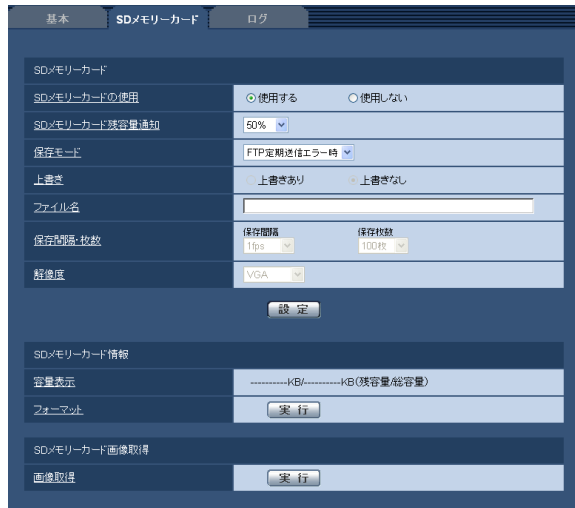 基本 SDメモリーカード ログ
SDメモリーカード
SDメモリーカードの使用 使用する 使用しない
SDメモリーカード残容量通知 50%
保存モード FTP定期送信エラー時
上書き 上書きあり 上書きなし
ファイル名
保存間隔・枚数 保存間隔 保存枚数
1fps 100枚
解像度 VGA
設定
SDメモリーカード情報
容量表示 ----------KB/----------KB(残容量/総容量)
フォーマット 実行
SDメモリーカード画像取得
画像取得 実行